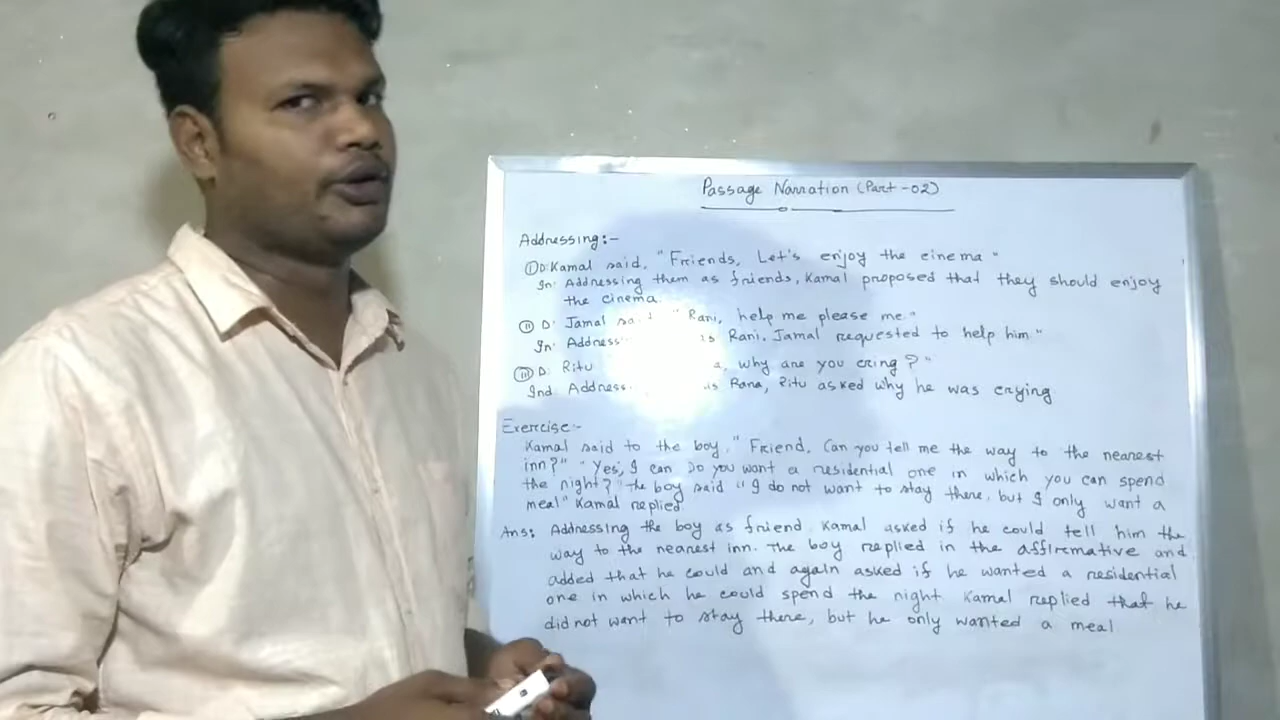 Passage Narration (Part-02)
Addressing:-
(i) D: Kamal said, "Friends, Let's enjoy the cinema"
In: Addressing them as friends, Kamal proposed that they should enjoy
the cinema
(ii) D: Jamal "Rani, help me please me."
In: Rani, Jamal requested to help him"
(iii) D. Ritu why are you cring?"
Ind: Rana, Ritu asked why he was crying
Exercise:-
Kamal said to the boy, "Friend, Can you tell me the way to the nearest
inn?" "Yes, I can Do you want a residential one in which you can spend
the night?" The boy said "I do not want to stay there, but I only want a
meal" Kamal replied.
Ans: Addressing the boy as friend Kamal asked if he could tell him the
way to the nearest inn. The boy replied in the affirmative and
added that he could and again asked if he wanted a residential
one in which he could spend the night Kamal replied that he
did not want to stay there, but he only wanted a meal